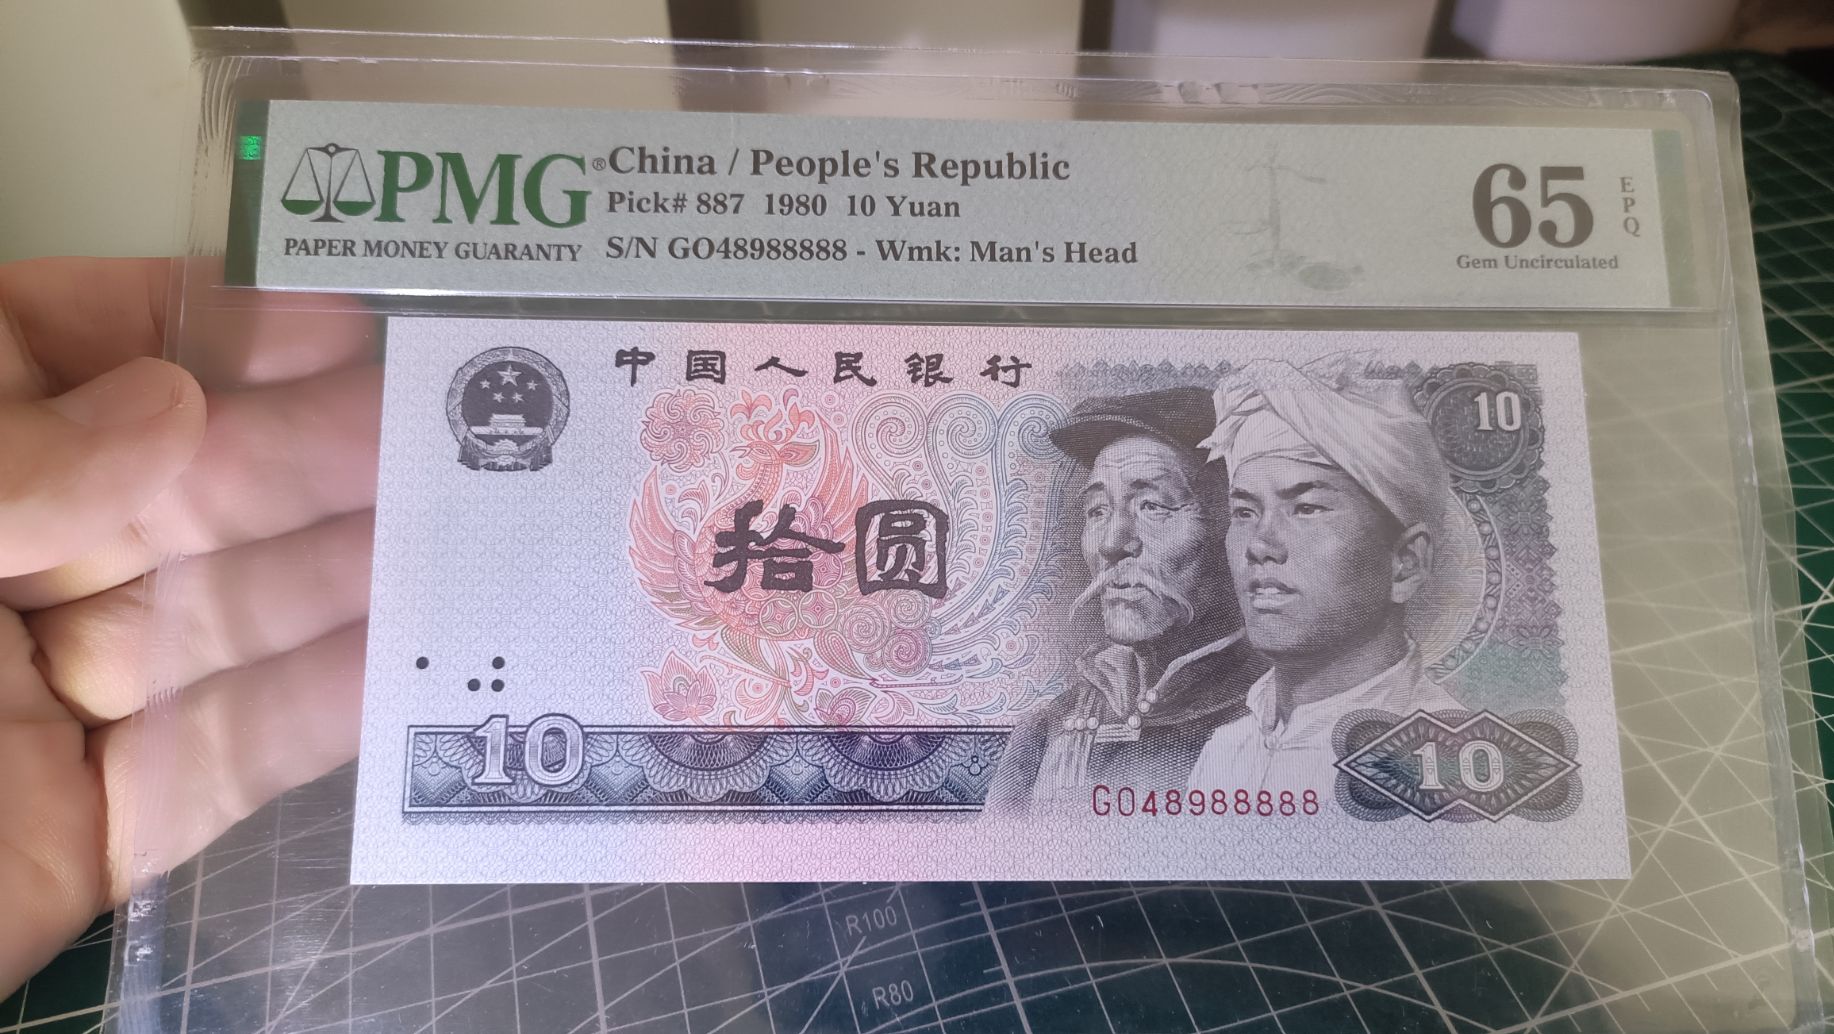 PMG® China / People's Republic
Pick# 887 1980 10 Yuan
PAPER MONEY GUARANTY S/N GO48988888 - Wmk: Man's Head
65 EPQ
Gem Uncirculated
中国人民银行
10
拾圆
10
10
GO48988888
R100
R80